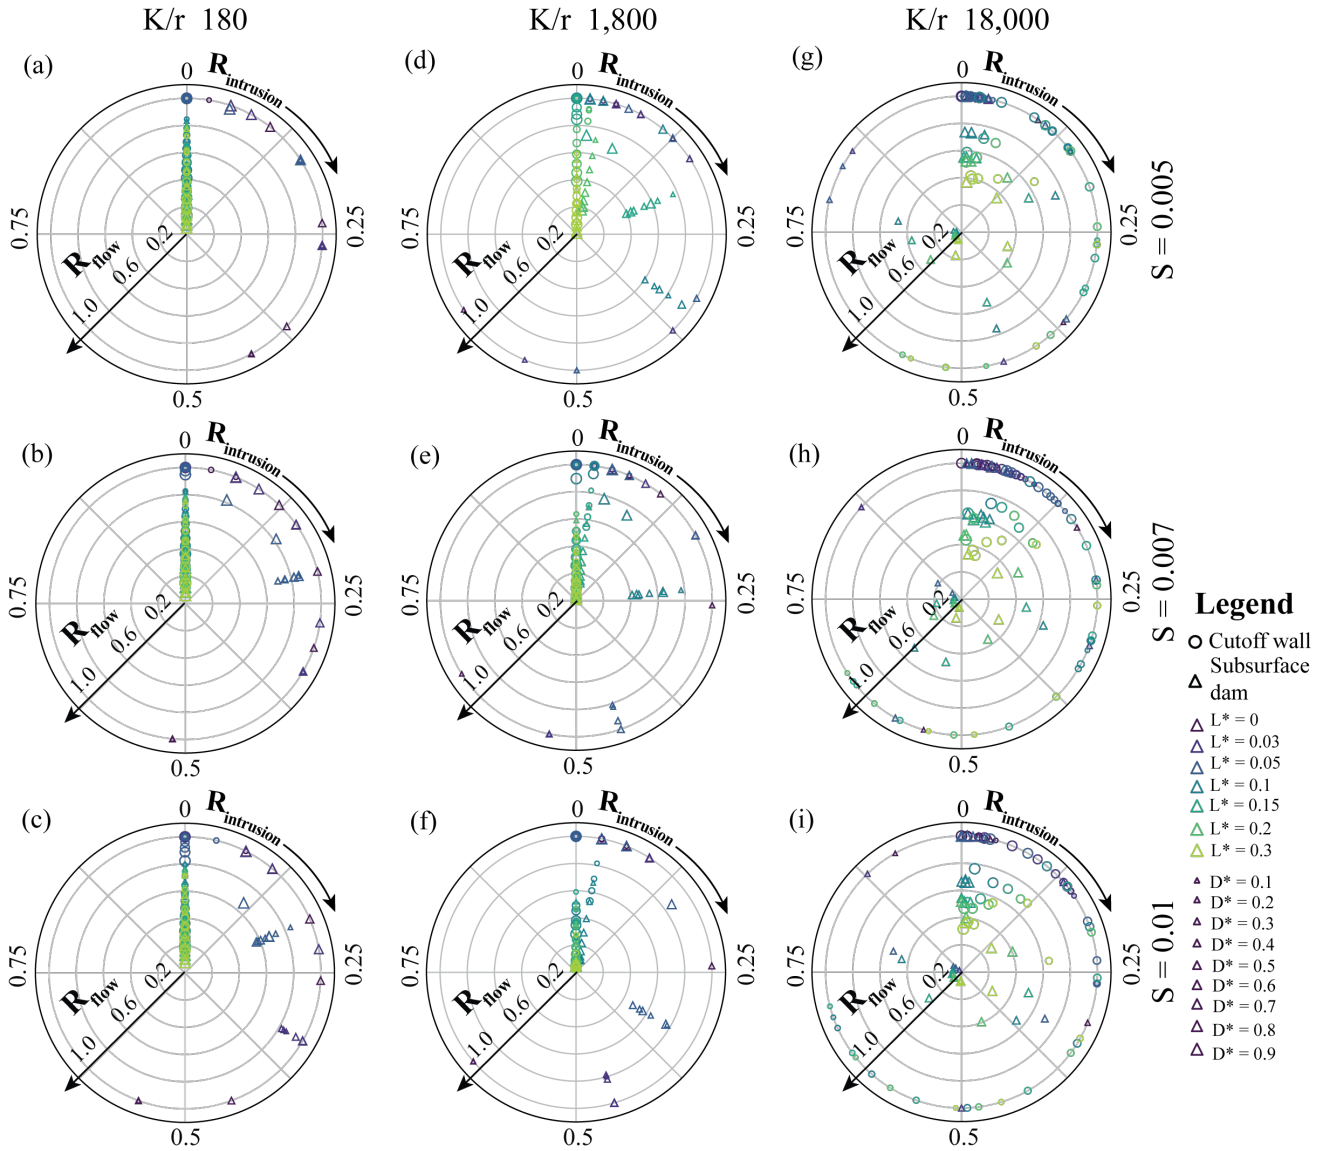 K/r 180
K/r 1,800
K/r 18,000
(a)
0
R intrusion
0.25
0.5
0.75
R flow
0.2
0.6
1.0
(d)
0
R intrusion
0.25
0.5
0.75
R flow
0.2
0.6
1.0
(g)
0
R intrusion
0.25
0.5
0.75
R flow
0.2
0.6
1.0
S = 0.005
(b)
0
R intrusion
0.25
0.5
0.75
R flow
0.2
0.6
1.0
(e)
0
R intrusion
0.25
0.5
0.75
R flow
0.2
0.6
1.0
(h)
0
R intrusion
0.25
0.5
0.75
R flow
0.2
0.6
1.0
S = 0.007
(c)
0
R intrusion
0.25
0.5
0.75
R flow
0.2
0.6
1.0
(f)
0
R intrusion
0.25
0.5
0.75
R flow
0.2
0.6
1.0
(i)
0
R intrusion
0.25
0.5
0.75
R flow
0.2
0.6
1.0
S = 0.01
Legend
Cutoff wall
Subsurface
dam
L* = 0
L* = 0.03
L* = 0.05
L* = 0.1
L* = 0.15
L* = 0.2
L* = 0.3
D* = 0.1
D* = 0.2
D* = 0.3
D* = 0.4
D* = 0.5
D* = 0.6
D* = 0.7
D* = 0.8
D* = 0.9